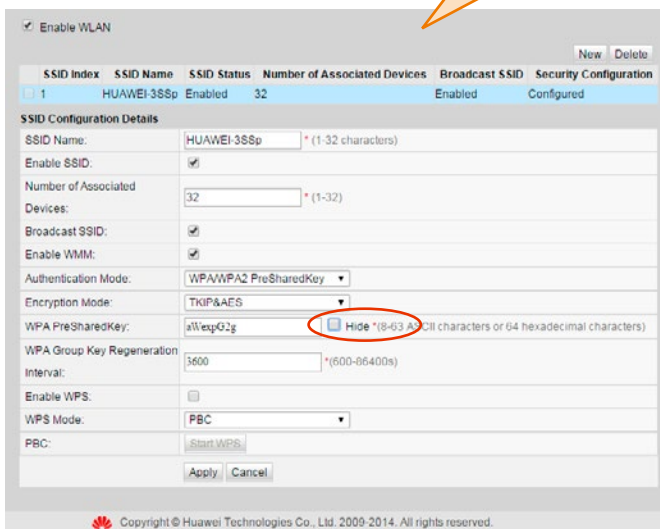 Enable WLAN
New Delete
SSID Index SSID Name SSID Status Number of Associated Devices Broadcast SSID Security Configuration
1 HUAWEI-3SSp Enabled 32 Enabled Configured
SSID Configuration Details
SSID Name: HUAWEI-3SSp * (1-32 characters)
Enable SSID:
Number of Associated
Devices: 32 * (1-32)
Broadcast SSID:
Enable WMM:
Authentication Mode: WPA/WPA2 PreSharedKey
Encryption Mode: TKIP&AES
WPA PreSharedKey: aWexpG2g Hide *(8-63 ASCII characters or 64 hexadecimal characters)
WPA Group Key Regeneration
Interval: 3600 *(600-86400s)
Enable WPS:
WPS Mode: PBC
PBC: Start WPS
Apply Cancel
Copyright © Huawei Technologies Co., Ltd. 2009-2014. All rights reserved.